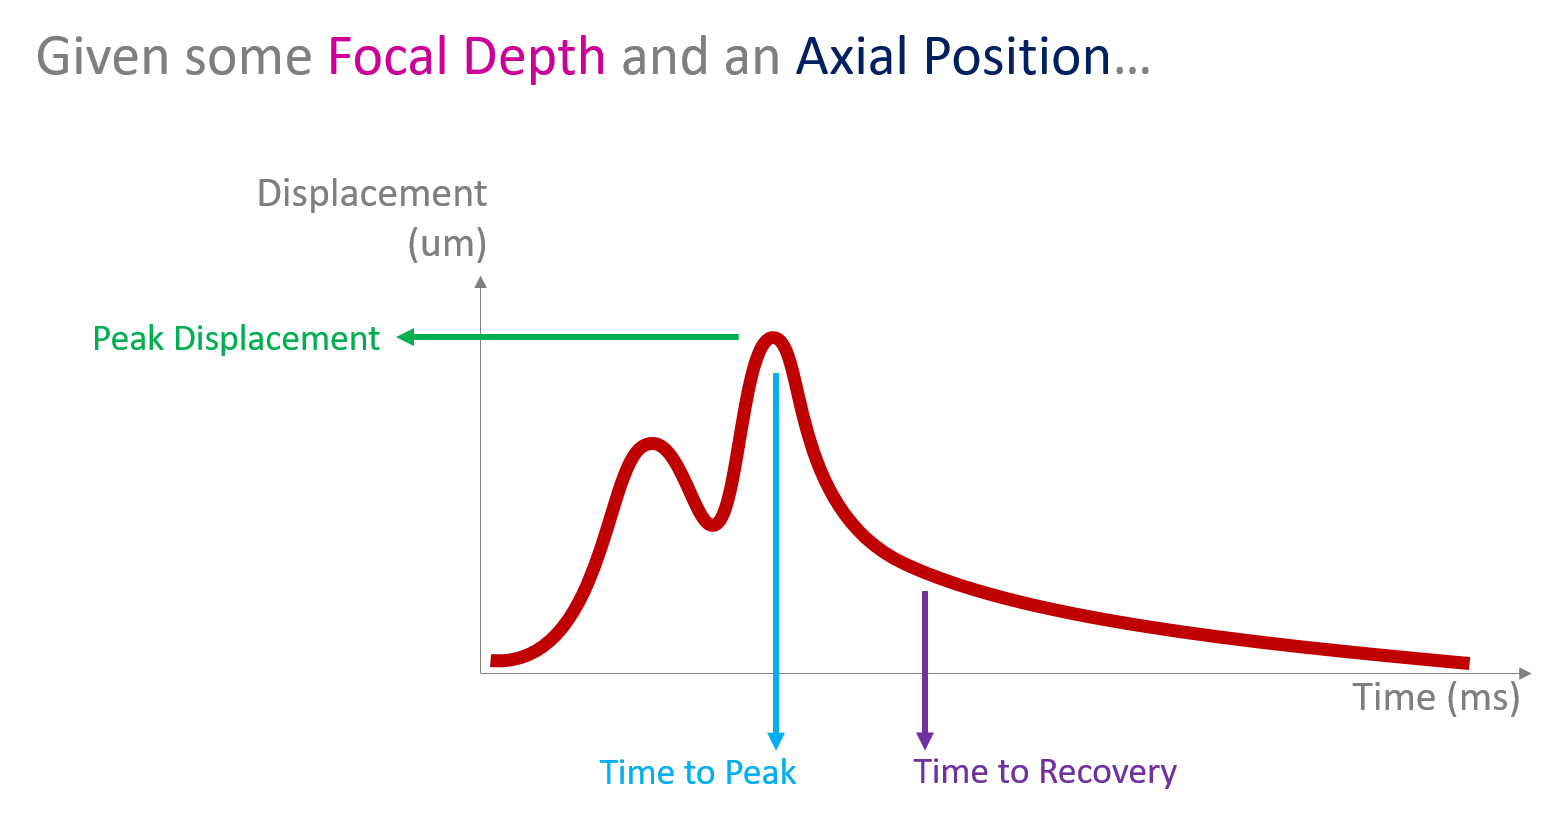 Given some Focal Depth and an Axial Position…
Displacement
(um)
Peak Displacement
Time (ms)
Time to Peak
Time to Recovery